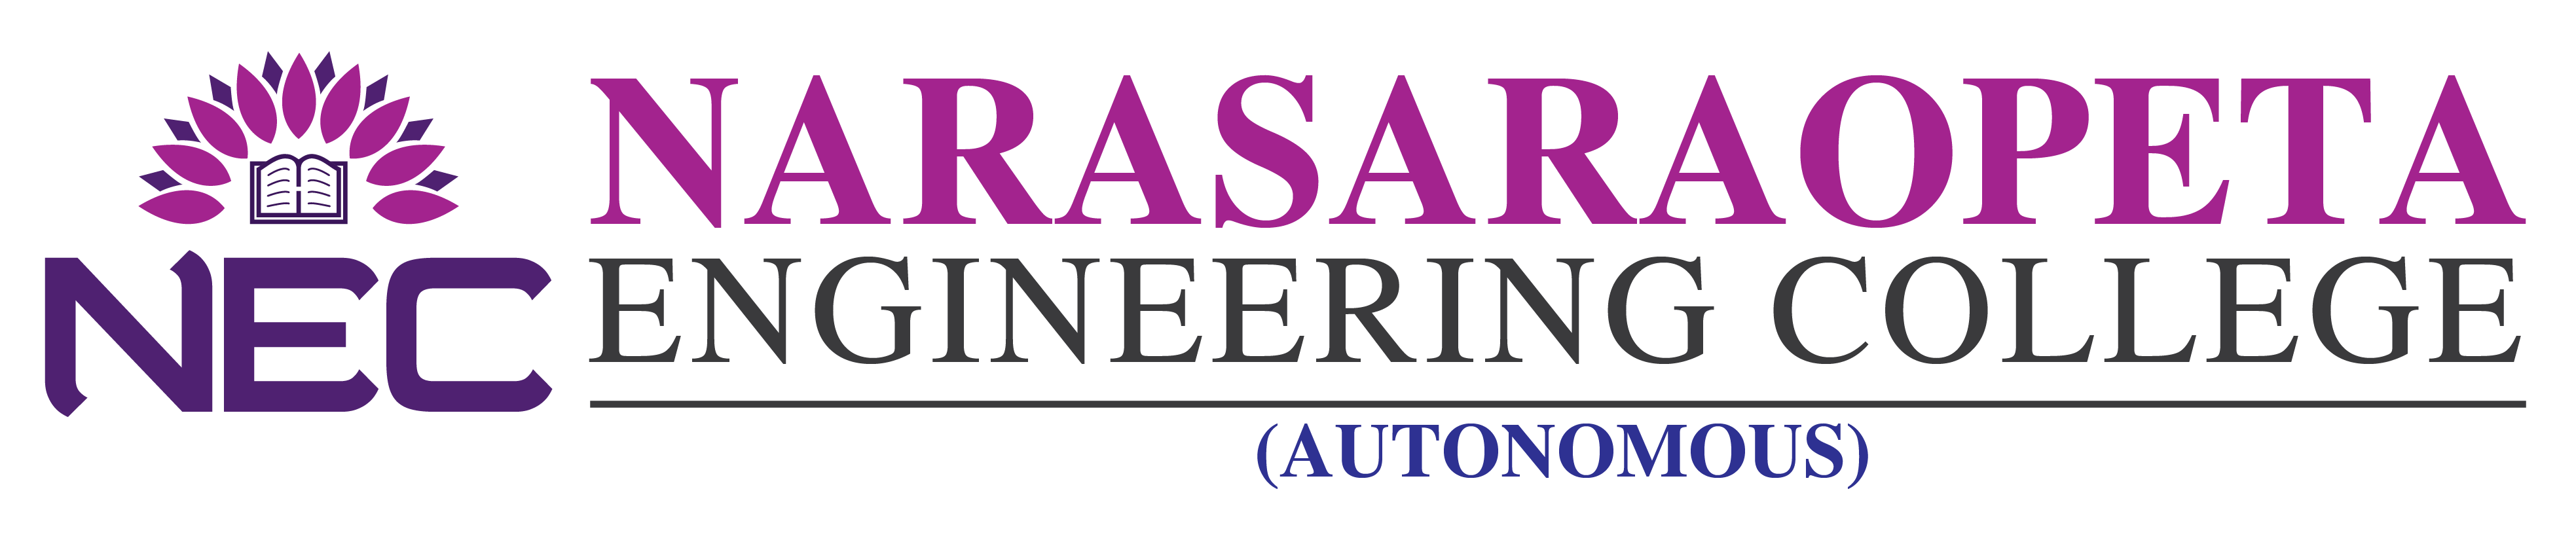 NEC
NARASARAOPETA
ENGINEERING COLLEGE
(AUTONOMOUS)